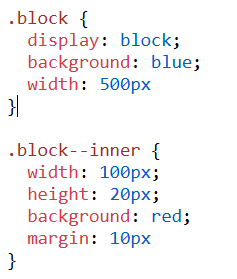 .block {
  display: block;
  background: blue;
  width: 500px
}

.block--inner {
  width: 100px;
  height: 20px;
  background: red;
  margin: 10px
}